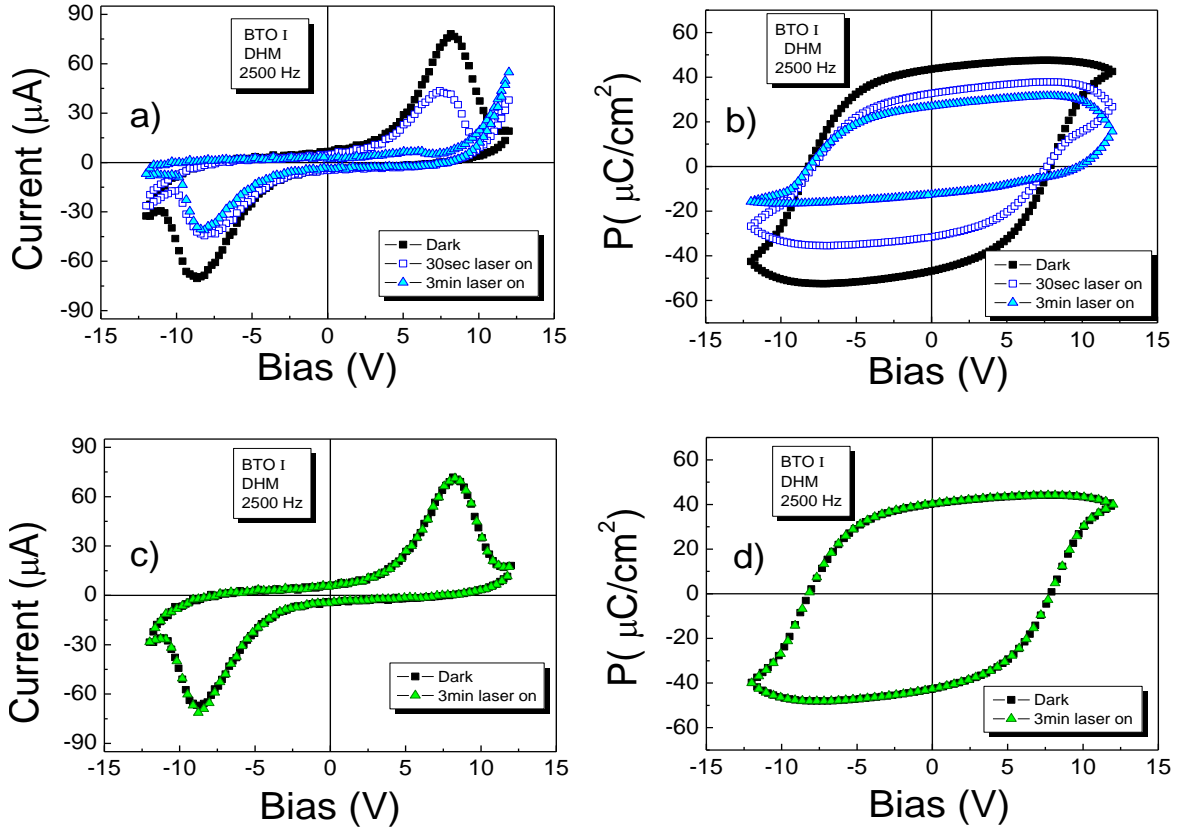 90
60
30
0
-30
-60
-90
Current (μA)
a)
BTO I
DHM
2500 Hz
Dark
30sec laser on
3min laser on
-15 -10 -5 0 5 10 15
Bias (V)
60
40
20
0
-20
-40
-60
P( μC/cm²)
b)
BTO I
DHM
2500 Hz
Dark
30sec laser on
3min laser on
-15 -10 -5 0 5 10 15
Bias (V)
90
60
30
0
-30
-60
-90
Current (μA)
c)
BTO I
DHM
2500 Hz
Dark
3min laser on
-15 -10 -5 0 5 10 15
Bias (V)
60
40
20
0
-20
-40
-60
P( μC/cm²)
d)
BTO I
DHM
2500 Hz
Dark
3min laser on
-15 -10 -5 0 5 10 15
Bias (V)